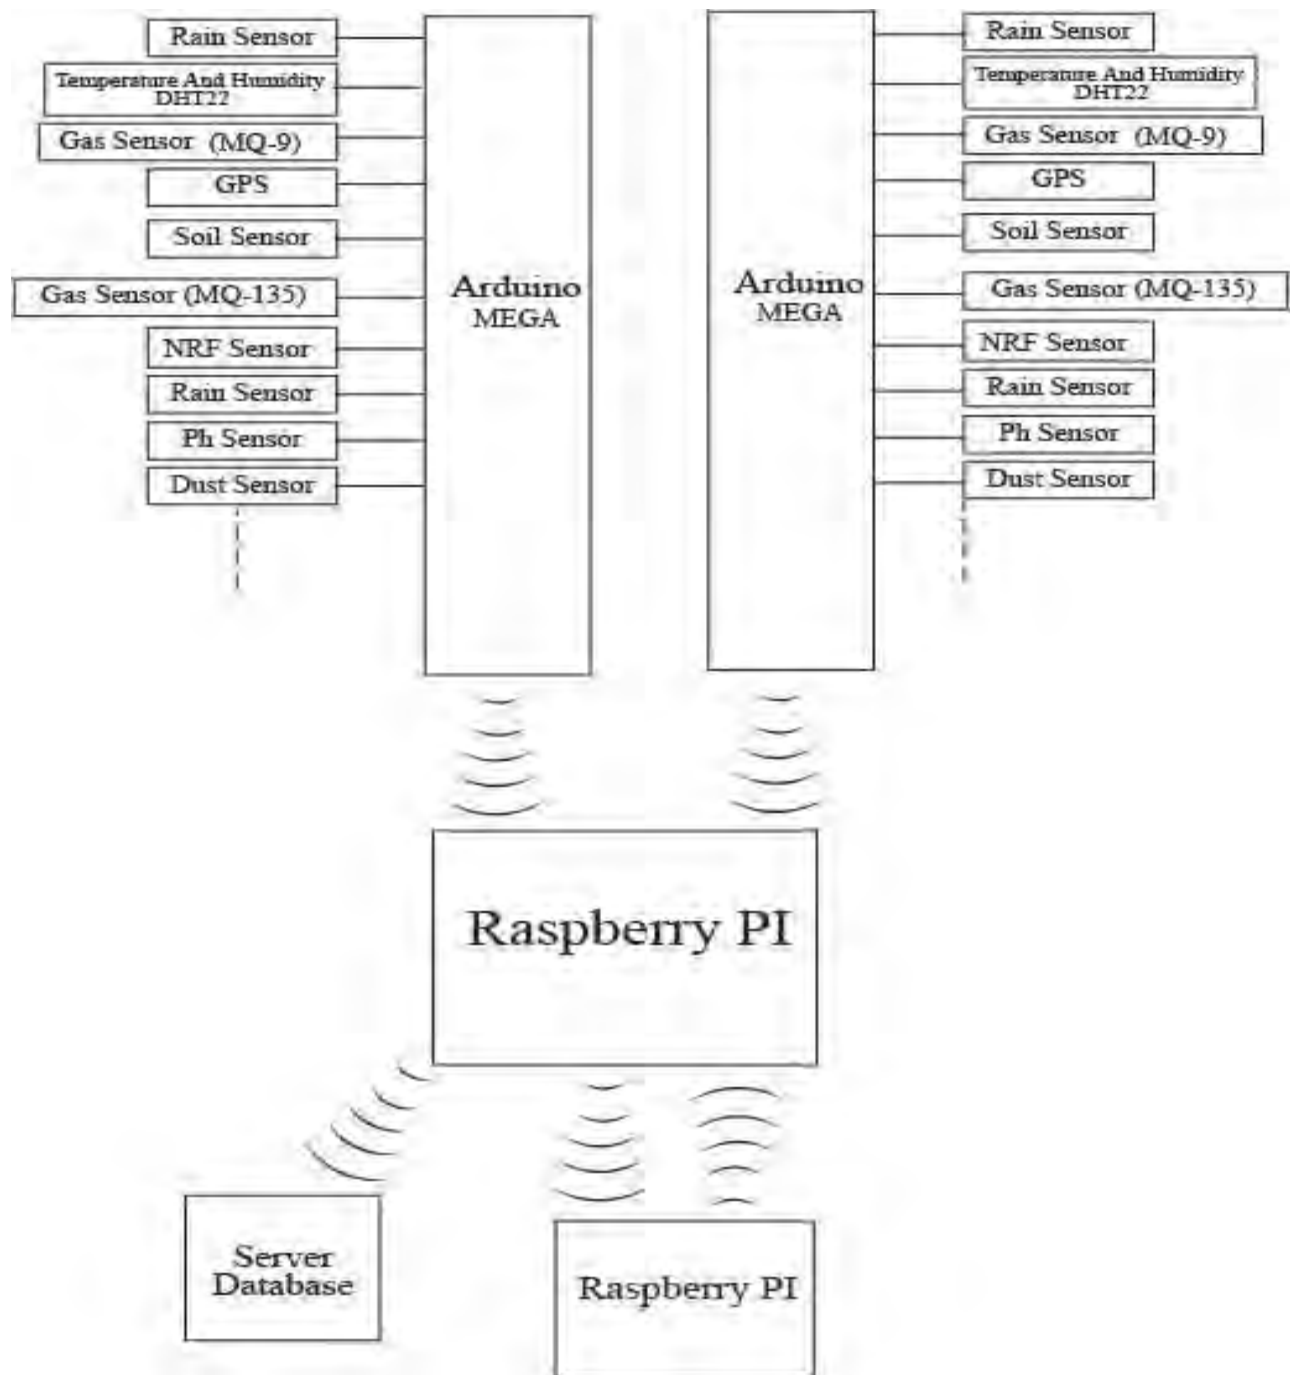 Rain Sensor
Temperature And Humidity
DHT22
Gas Sensor (MQ-9)
GPS
Soil Sensor
Gas Sensor (MQ-135)
NRF Sensor
Rain Sensor
Ph Sensor
Dust Sensor
Arduino
MEGA
Arduino
MEGA
Rain Sensor
Temperature And Humidity
DHT22
Gas Sensor (MQ-9)
GPS
Soil Sensor
Gas Sensor (MQ-135)
NRF Sensor
Rain Sensor
Ph Sensor
Dust Sensor
Raspberry PI
Server
Database
Raspberry PI